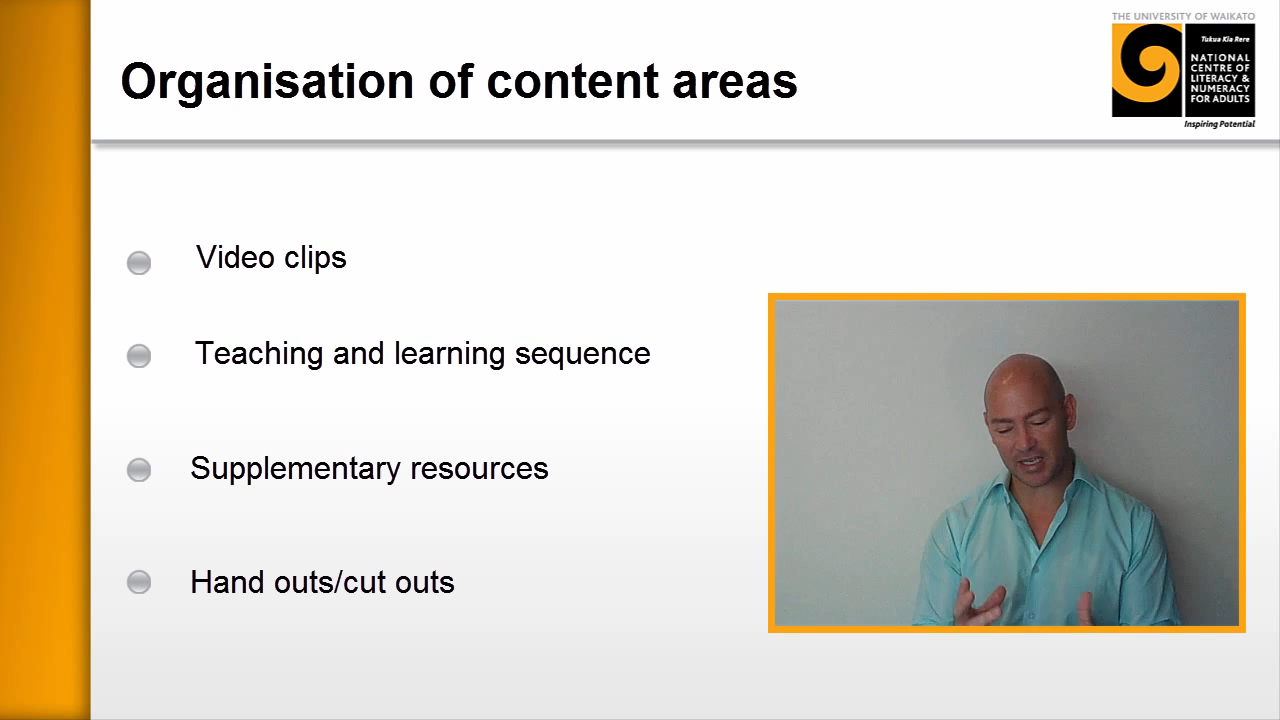 Organisation of content areas
THE UNIVERSITY OF WAIKATO
Tukua Kia Rere
NATIONAL
CENTRE OF
LITERACY &
NUMERACY
FOR ADULTS
Inspiring Potential
Video clips
Teaching and learning sequence
Supplementary resources
Hand outs/cut outs